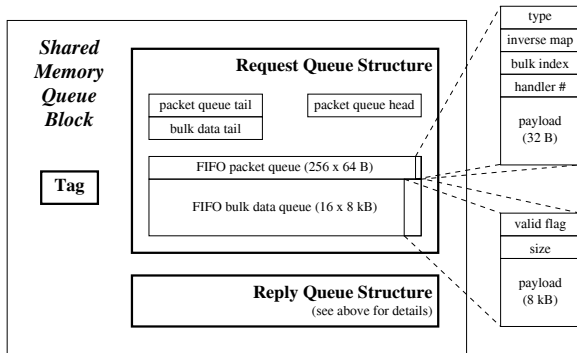 Shared
Memory
Queue
Block
Tag
Request Queue Structure
packet queue tail
packet queue head
bulk data tail
FIFO packet queue (256 x 64 B)
FIFO bulk data queue (16 x 8 kB)
Reply Queue Structure
(see above for details)
type
inverse map
bulk index
handler #
payload
(32 B)
valid flag
size
payload
(8 kB)